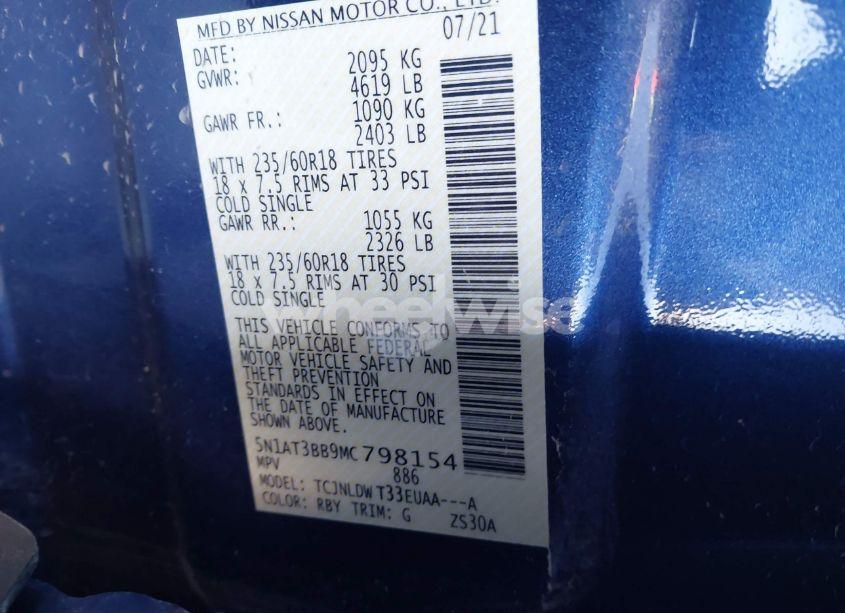 MFD BY NISSAN MOTOR CO., LTD.
DATE: 07/21
GVWR: 2095 KG
4619 LB
GAWR FR.: 1090 KG
2403 LB
WITH 235/60R18 TIRES
18 x 7.5 RIMS AT 33 PSI
COLD SINGLE
GAWR RR.: 1055 KG
2326 LB
WITH 235/60R18 TIRES
18 x 7.5 RIMS AT 30 PSI
COLD SINGLE
wheelwise
THIS VEHICLE CONFORMS TO
ALL APPLICABLE FEDERAL
MOTOR VEHICLE SAFETY AND
THEFT PREVENTION
STANDARDS IN EFFECT ON
THE DATE OF MANUFACTURE
SHOWN ABOVE.
5N1AT3BB9MC798154
MPV 886
MODEL: TCJNLDW T33EUAA---A
COLOR: RBY TRIM: G ZS30A